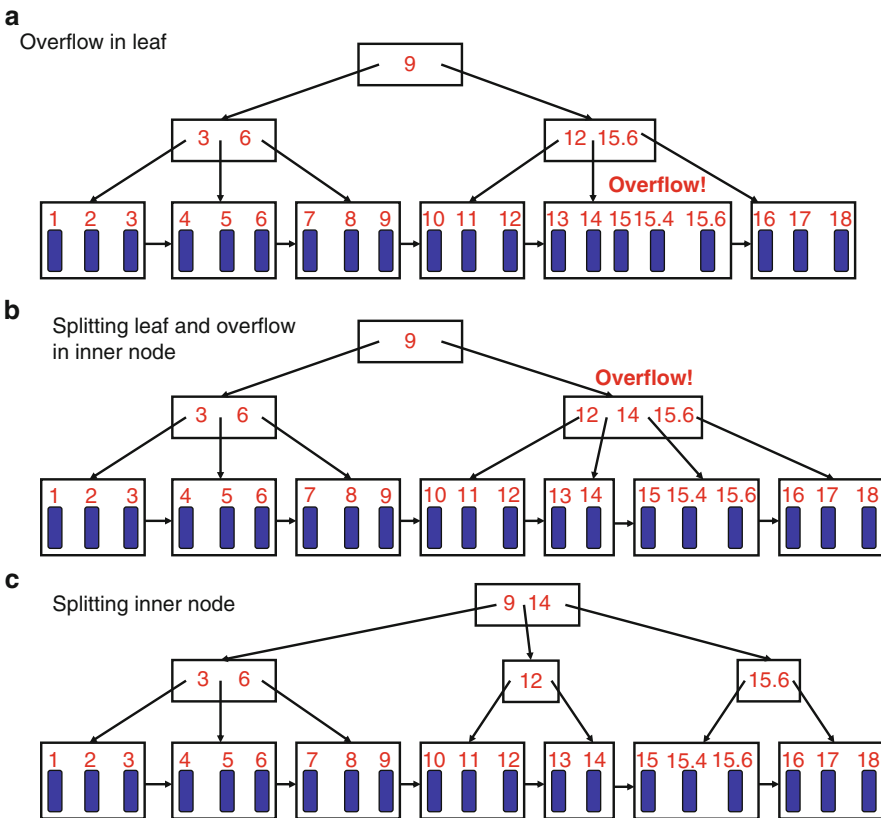 a
Overflow in leaf
9
3 6
12 15.6
Overflow!
1 2 3 4 5 6 7 8 9 10 11 12 13 14 15 15.4 15.6 16 17 18
b
Splitting leaf and overflow
in inner node
9
Overflow!
3 6
12 14 15.6
1 2 3 4 5 6 7 8 9 10 11 12 13 14 15 15.4 15.6 16 17 18
c
Splitting inner node
9 14
3 6
12
15.6
1 2 3 4 5 6 7 8 9 10 11 12 13 14 15 15.4 15.6 16 17 18